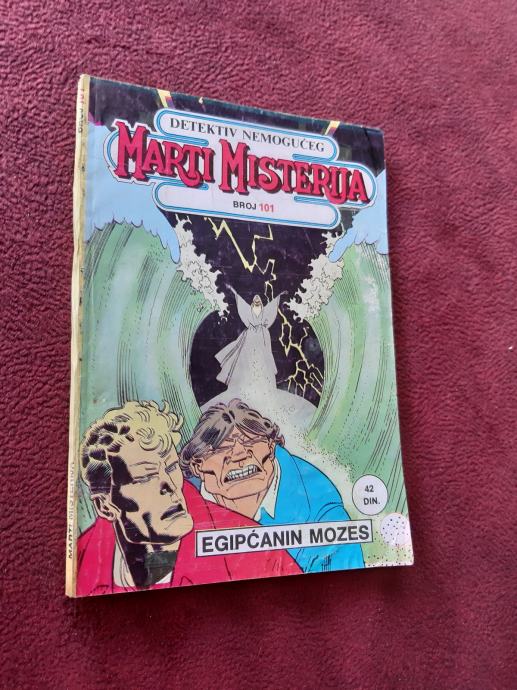 DETEKTIV NEMOGUĆEG
MARTI MISTERIJA
BROJ 101
42
DIN.
EGIPĆANIN MOZES